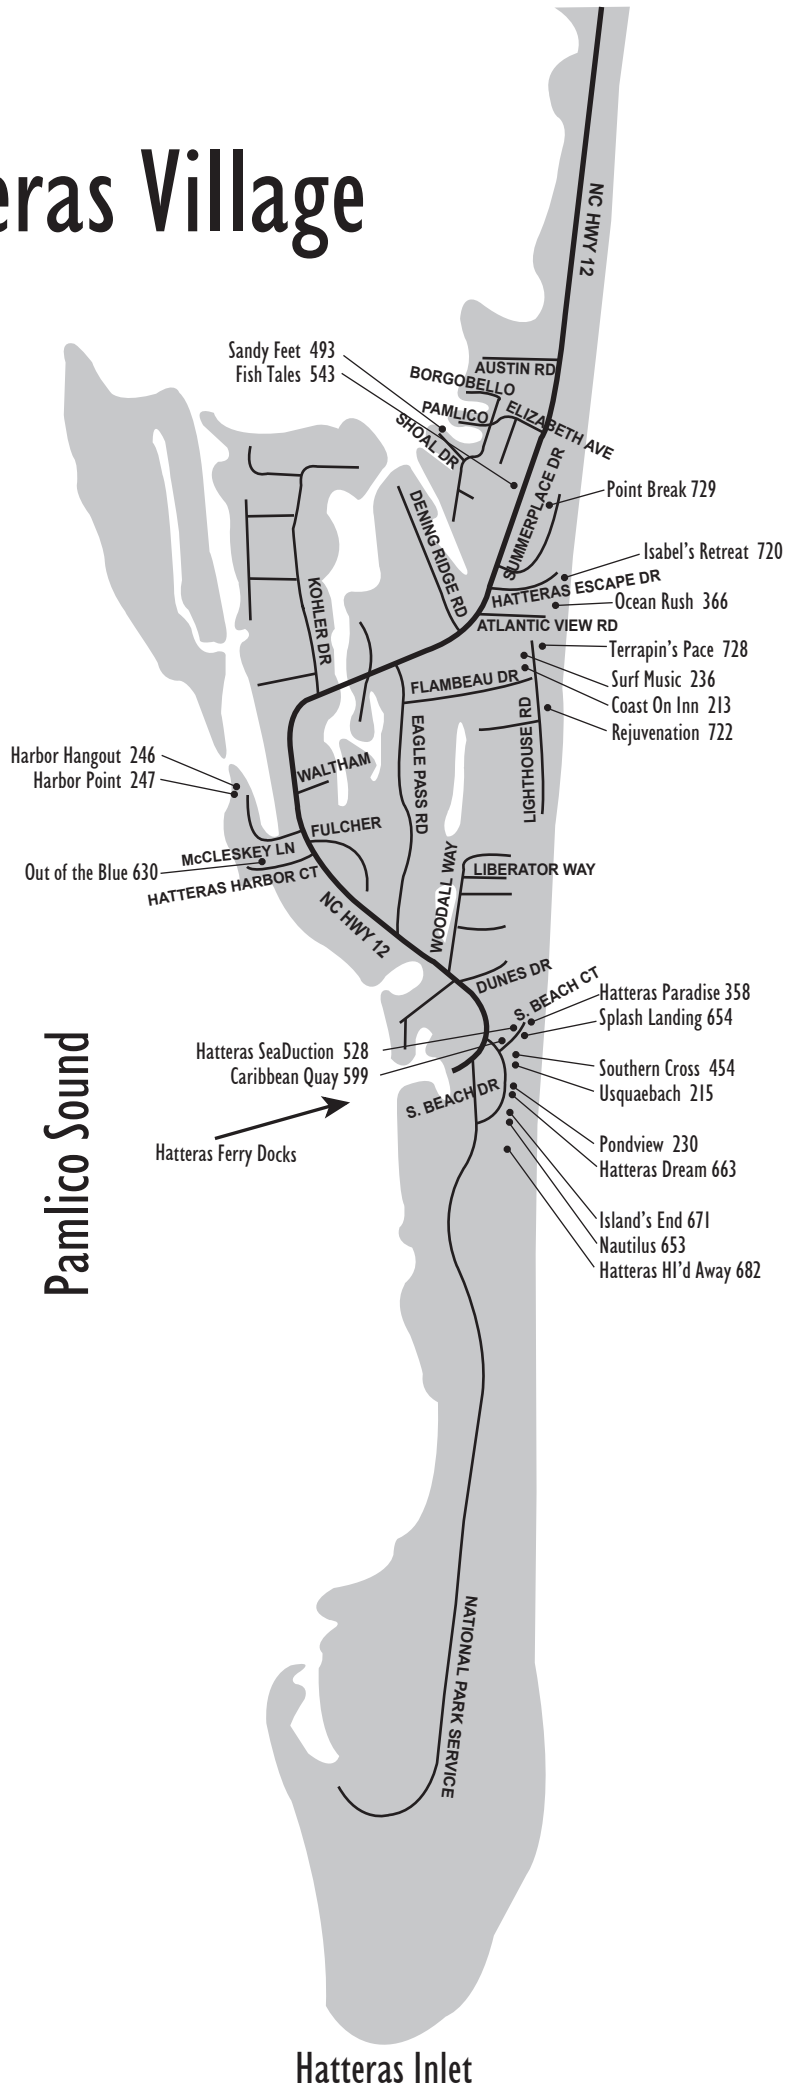 eras Village
NC HWY 12
Sandy Feet 493
Fish Tales 543
AUSTIN RD
BORGOBELLO
PAMLICO
ELIZABETH AVE
SHOAL DR
SUMMERPLACE DR
Point Break 729
DENING RIDGE RD
Isabel's Retreat 720
HATTERAS ESCAPE DR
Ocean Rush 366
ATLANTIC VIEW RD
KOHLER DR
Terrapin's Pace 728
FLAMBEAU DR
Surf Music 236
Coast On Inn 213
Rejuvenation 722
LIGHTHOUSE RD
EAGLE PASS RD
Harbor Hangout 246
Harbor Point 247
WALTHAM
FULCHER
McCLESKEY LN
Out of the Blue 630
HATTERAS HARBOR CT
NC HWY 12
WOODALL WAY
LIBERATOR WAY
DUNES DR
S. BEACH CT
Hatteras Paradise 358
Splash Landing 654
Hatteras SeaDuction 528
Caribbean Quay 599
Southern Cross 454
Usquaebach 215
S. BEACH DR
Pamlico Sound
Hatteras Ferry Docks
Pondview 230
Hatteras Dream 663
Island's End 671
Nautilus 653
Hatteras HI'd Away 682
NATIONAL PARK SERVICE
Hatteras Inlet